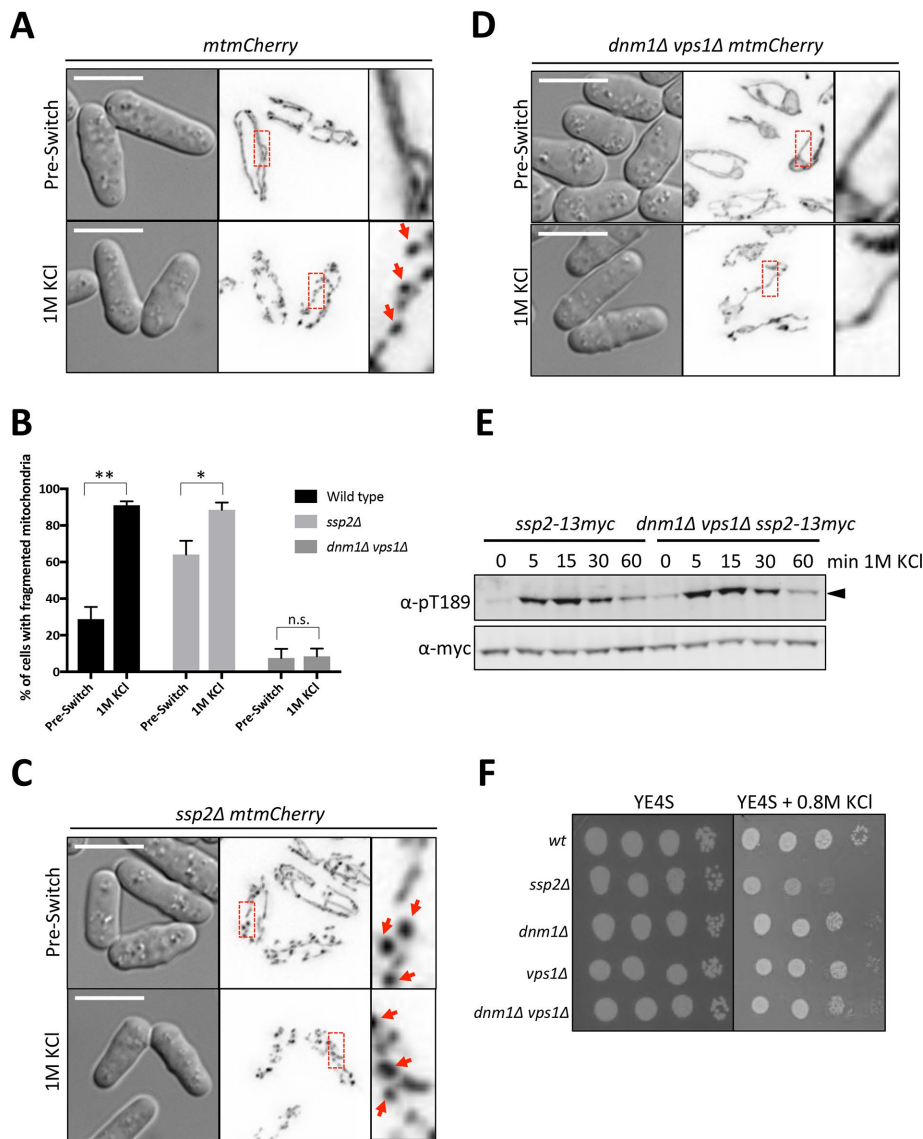 A
mtmCherry
Pre-Switch
1M KCl
D
dnm1Δ vps1Δ mtmCherry
Pre-Switch
1M KCl
B
% of cells with fragmented mitochondria
100
80
60
40
20
0
**
*
n.s.
Wild type
ssp2Δ
dnm1Δ vps1Δ
Pre-Switch
1M KCl
Pre-Switch
1M KCl
Pre-Switch
1M KCl
E
ssp2-13myc dnm1Δ vps1Δ ssp2-13myc
0 5 15 30 60 0 5 15 30 60 min 1M KCl
α-pT189
α-myc
C
ssp2Δ mtmCherry
Pre-Switch
1M KCl
F
YE4S YE4S + 0.8M KCl
wt
ssp2Δ
dnm1Δ
vps1Δ
dnm1Δ vps1Δ